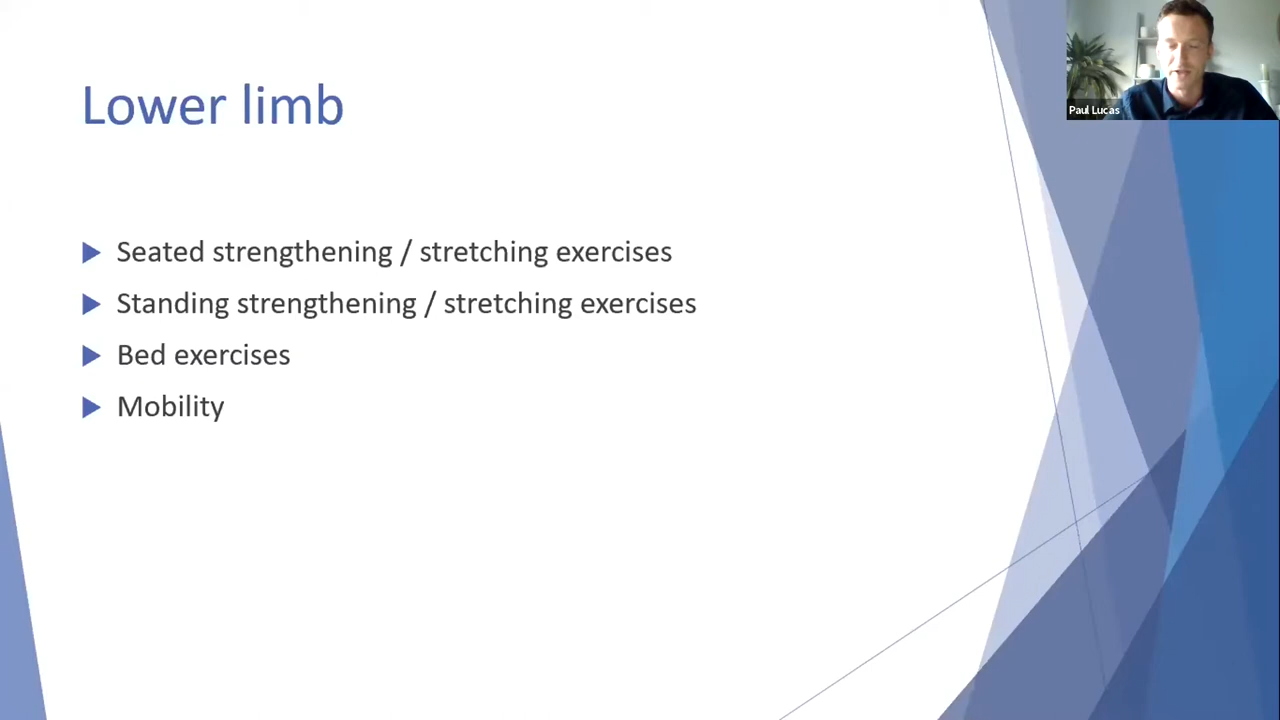 Lower limb
Seated strengthening / stretching exercises
Standing strengthening / stretching exercises
Bed exercises
Mobility
Paul Lucas